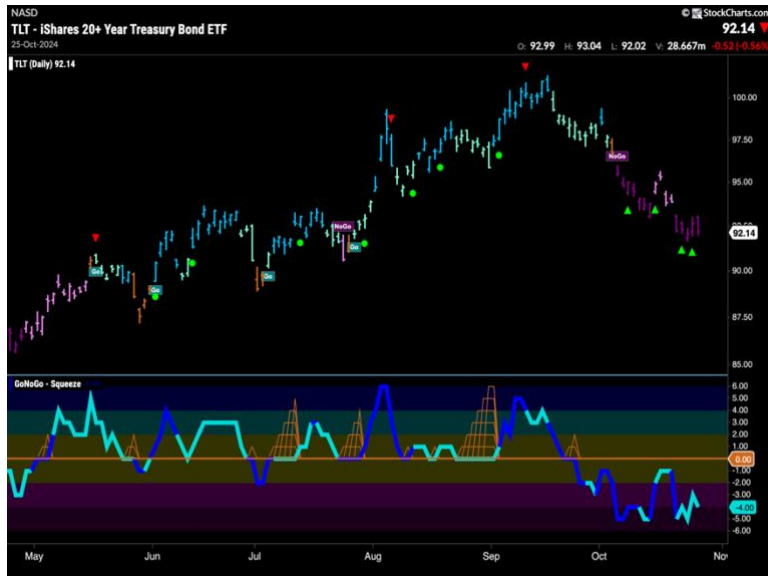 NASD
© StockCharts.com
TLT - iShares 20+ Year Treasury Bond ETF
92.14
25-Oct-2024
O: 92.99 H: 93.04 L: 92.02 V: 28.667m -0.52 (-0.56%
TLT (Daily) 92.14
100.00
97.50
95.00
92.14
90.00
87.50
85.00
Go
Go
Go
NoGo
Go
NoGo
GoNoGo - Squeeze
6.00
5.00
4.00
3.00
2.00
1.00
0.00
-1.00
-2.00
-3.00
-4.00
-5.00
-6.00
May Jun Jul Aug Sep Oct Nov